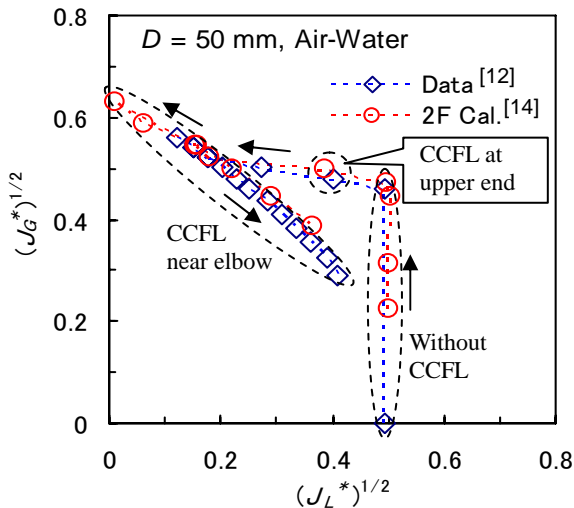 D = 50 mm, Air-Water
Data [12]
2F Cal.[14]
CCFL at
upper end
CCFL
near elbow
Without
CCFL
0.8
0.6
0.4
0.2
0
0
0.2
0.4
0.6
0.8
(J_G*)^{1/2}
(J_L*)^{1/2}